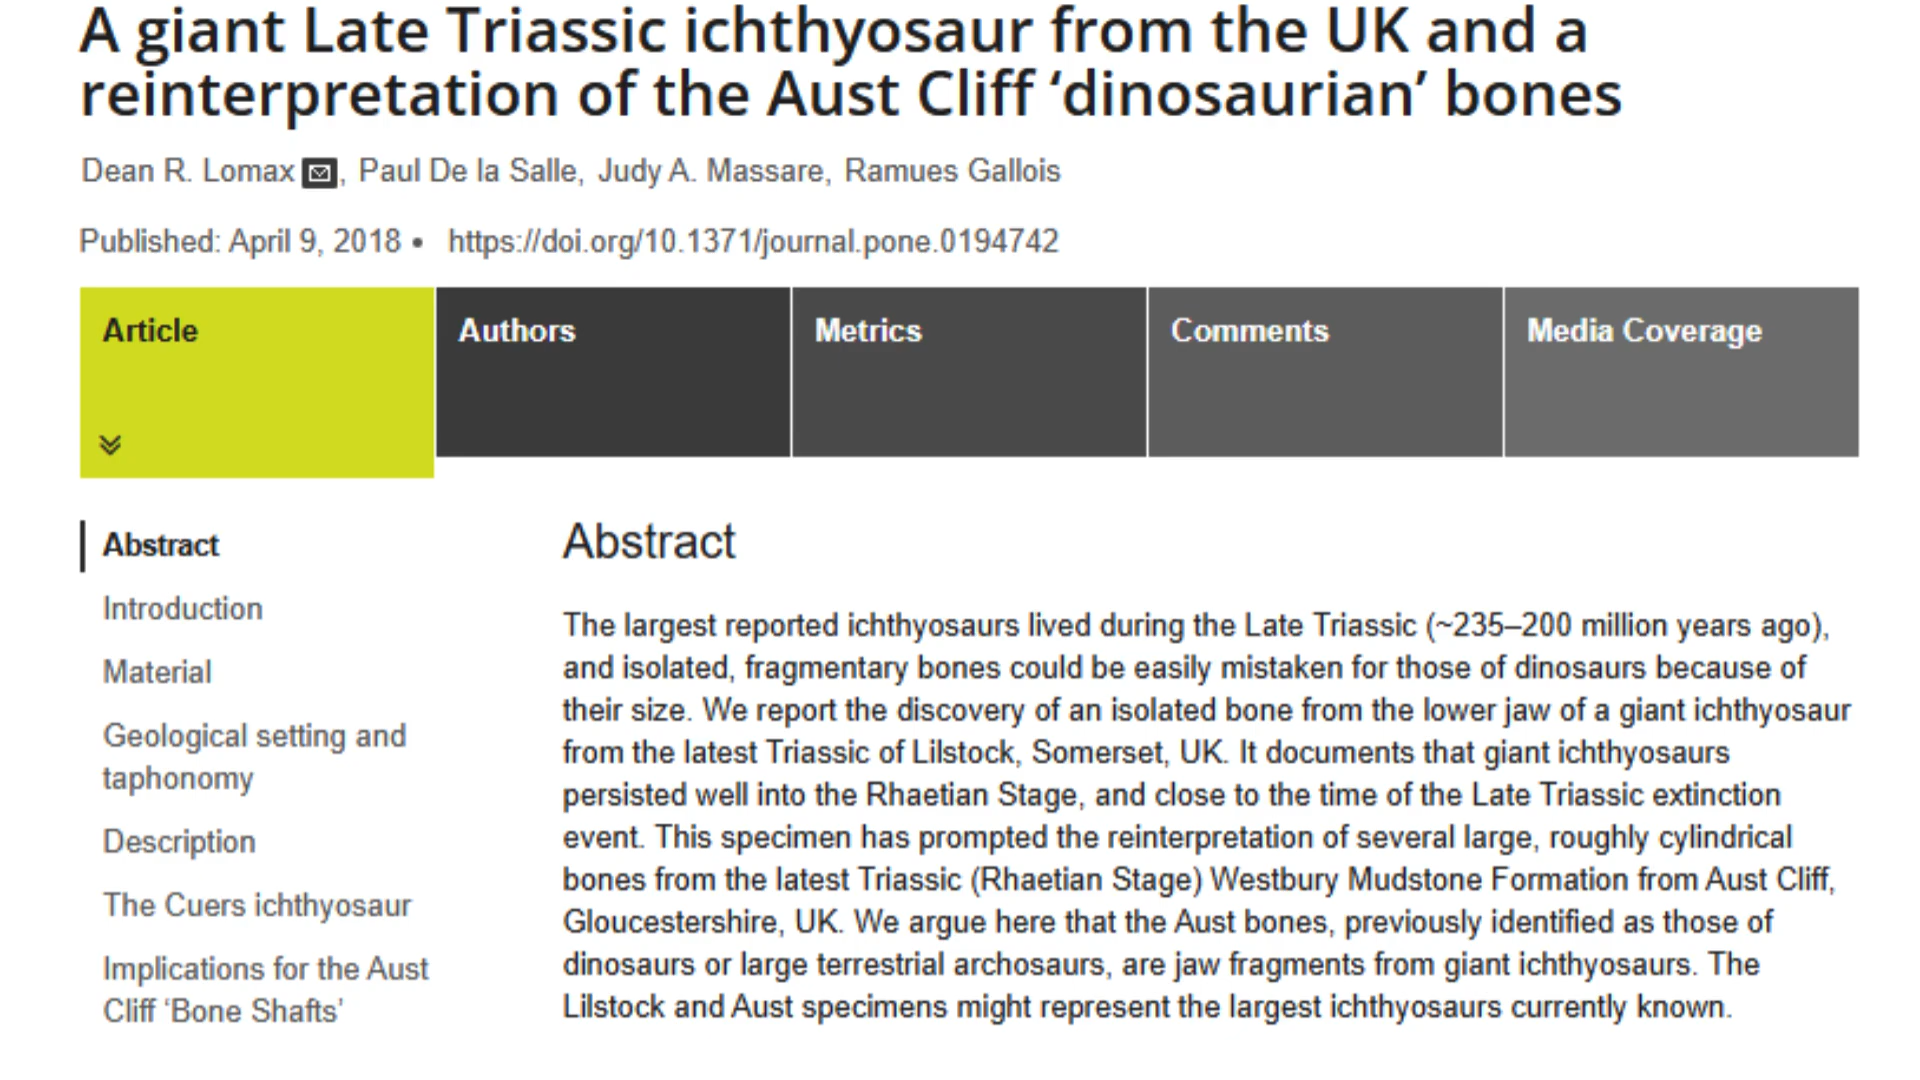 A giant Late Triassic ichthyosaur from the UK and a
reinterpretation of the Aust Cliff ‘dinosaurian’ bones
Dean R. Lomax, Paul De la Salle, Judy A. Massare, Ramues Gallois
Published: April 9, 2018 • https://doi.org/10.1371/journal.pone.0194742
Article
Authors
Metrics
Comments
Media Coverage
Abstract
Introduction
Material
Geological setting and
taphonomy
Description
The Cuers ichthyosaur
Implications for the Aust
Cliff ‘Bone Shafts’
Abstract
The largest reported ichthyosaurs lived during the Late Triassic (~235–200 million years ago),
and isolated, fragmentary bones could be easily mistaken for those of dinosaurs because of
their size. We report the discovery of an isolated bone from the lower jaw of a giant ichthyosaur
from the latest Triassic of Lilstock, Somerset, UK. It documents that giant ichthyosaurs
persisted well into the Rhaetian Stage, and close to the time of the Late Triassic extinction
event. This specimen has prompted the reinterpretation of several large, roughly cylindrical
bones from the latest Triassic (Rhaetian Stage) Westbury Mudstone Formation from Aust Cliff,
Gloucestershire, UK. We argue here that the Aust bones, previously identified as those of
dinosaurs or large terrestrial archosaurs, are jaw fragments from giant ichthyosaurs. The
Lilstock and Aust specimens might represent the largest ichthyosaurs currently known.